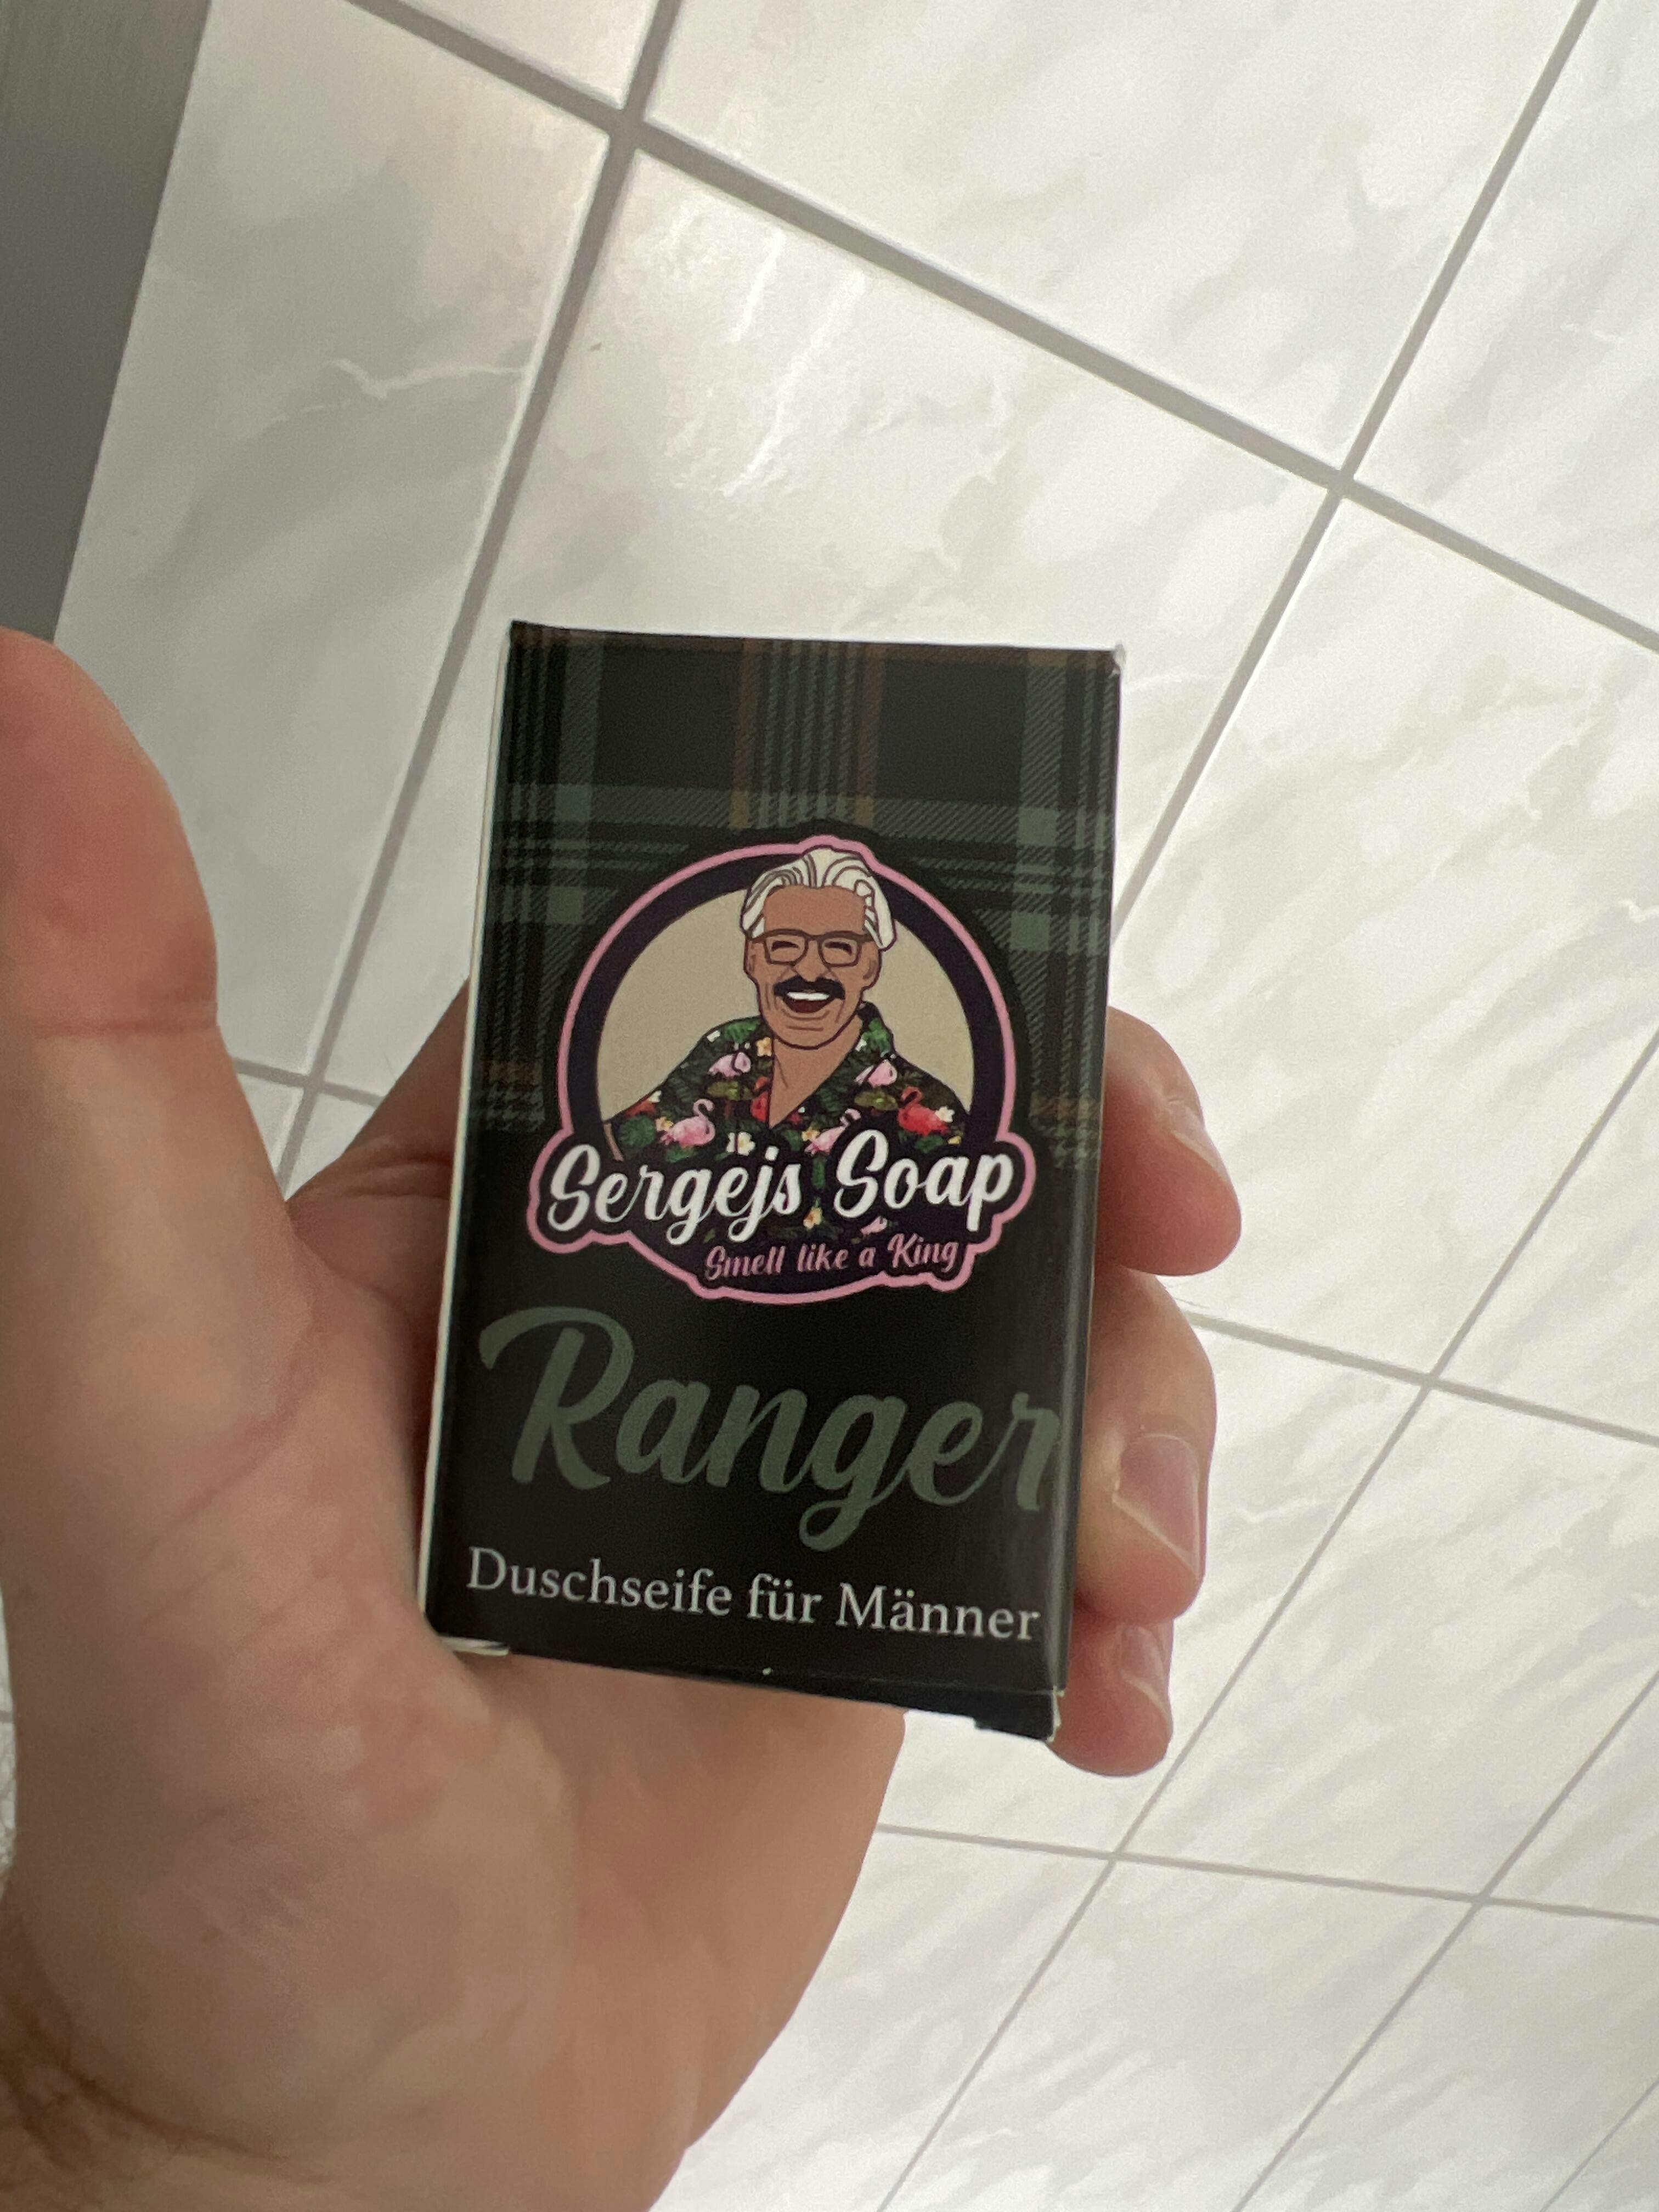 Sergejs Soap
Smell like a King
Ranger
Duschseife für Männer